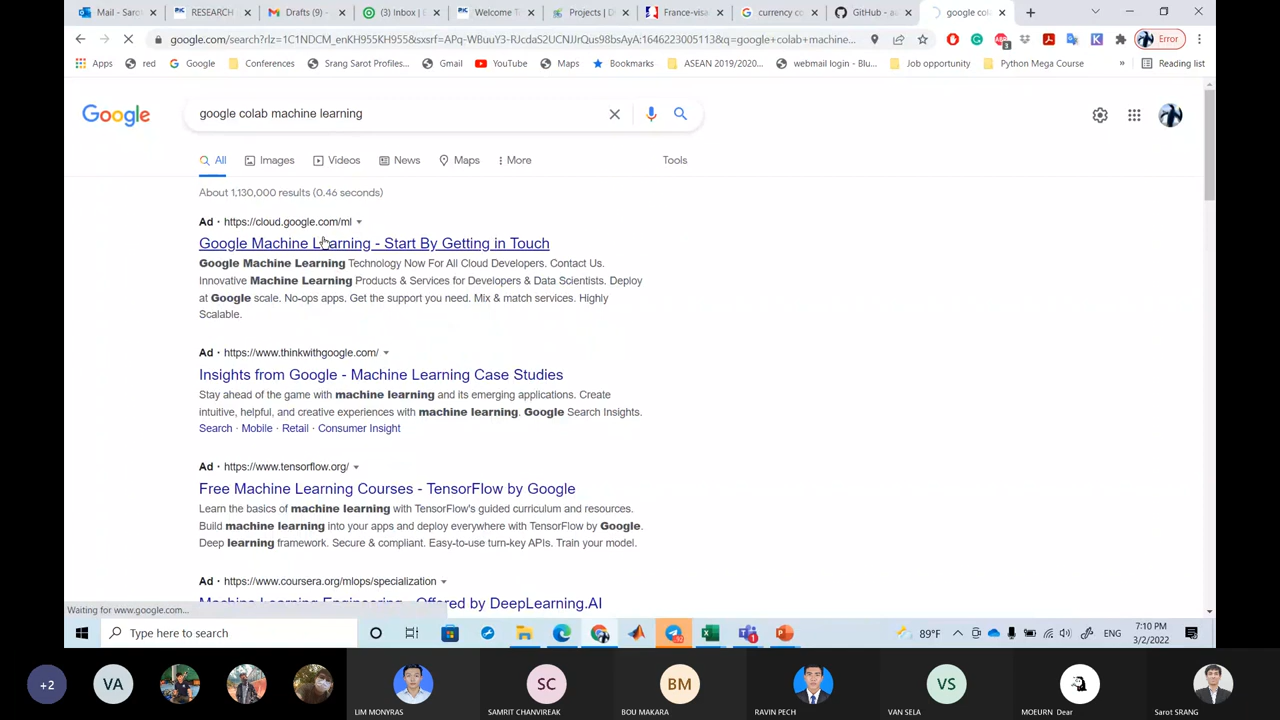 Mail - Sarot
RESEARCH
Drafts (9) -
(3) Inbox | E
Welcome T
Projects | D
France-visa
currency co
GitHub - a
google colab
google.com/search?rlz=1C1NDCM_enKH955KH955&sxsrf=APq-WBuuY3-RJcdaS2UCNJJrQus98bsAyA:1646223005113&q=google+colab+machine...
3
Error
Apps
red
Google
Conferences
Srang Sarot Profiles...
Gmail
YouTube
Maps
Bookmarks
ASEAN 2019/2020...
webmail login - Blu...
Job opportunity
Python Mega Course
»
Reading list
Google
google colab machine learning
All
Images
Videos
News
Maps
More
Tools
About 1,130,000 results (0.46 seconds)
Ad · https://cloud.google.com/ml
Google Machine Learning - Start By Getting in Touch
Google Machine Learning Technology Now For All Cloud Developers. Contact Us.
Innovative Machine Learning Products & Services for Developers & Data Scientists. Deploy
at Google scale. No-ops apps. Get the support you need. Mix & match services. Highly
Scalable.
Ad · https://www.thinkwithgoogle.com/
Insights from Google - Machine Learning Case Studies
Stay ahead of the game with machine learning and its emerging applications. Create
intuitive, helpful, and creative experiences with machine learning. Google Search Insights.
Search · Mobile · Retail · Consumer Insight
Ad · https://www.tensorflow.org/
Free Machine Learning Courses - TensorFlow by Google
Learn the basics of machine learning with TensorFlow's guided curriculum and resources.
Build machine learning into your apps and deploy everywhere with TensorFlow by Google.
Deep learning framework. Secure & compliant. Easy-to-use turn-key APIs. Train your model.
Ad · https://www.coursera.org/mlops/specialization
Machine Learning Engineering - Offered by DeepLearning.AI
Waiting for www.google.com...
Type here to search
89°F
ENG
7:10 PM
3/2/2022
+2
VA
LIM MONYRAS
SC
SAMRIT CHANVIREAK
BM
BOU MAKARA
RAVIN PECH
VS
VAN SELA
MOEURN Dear
Sarot SRANG